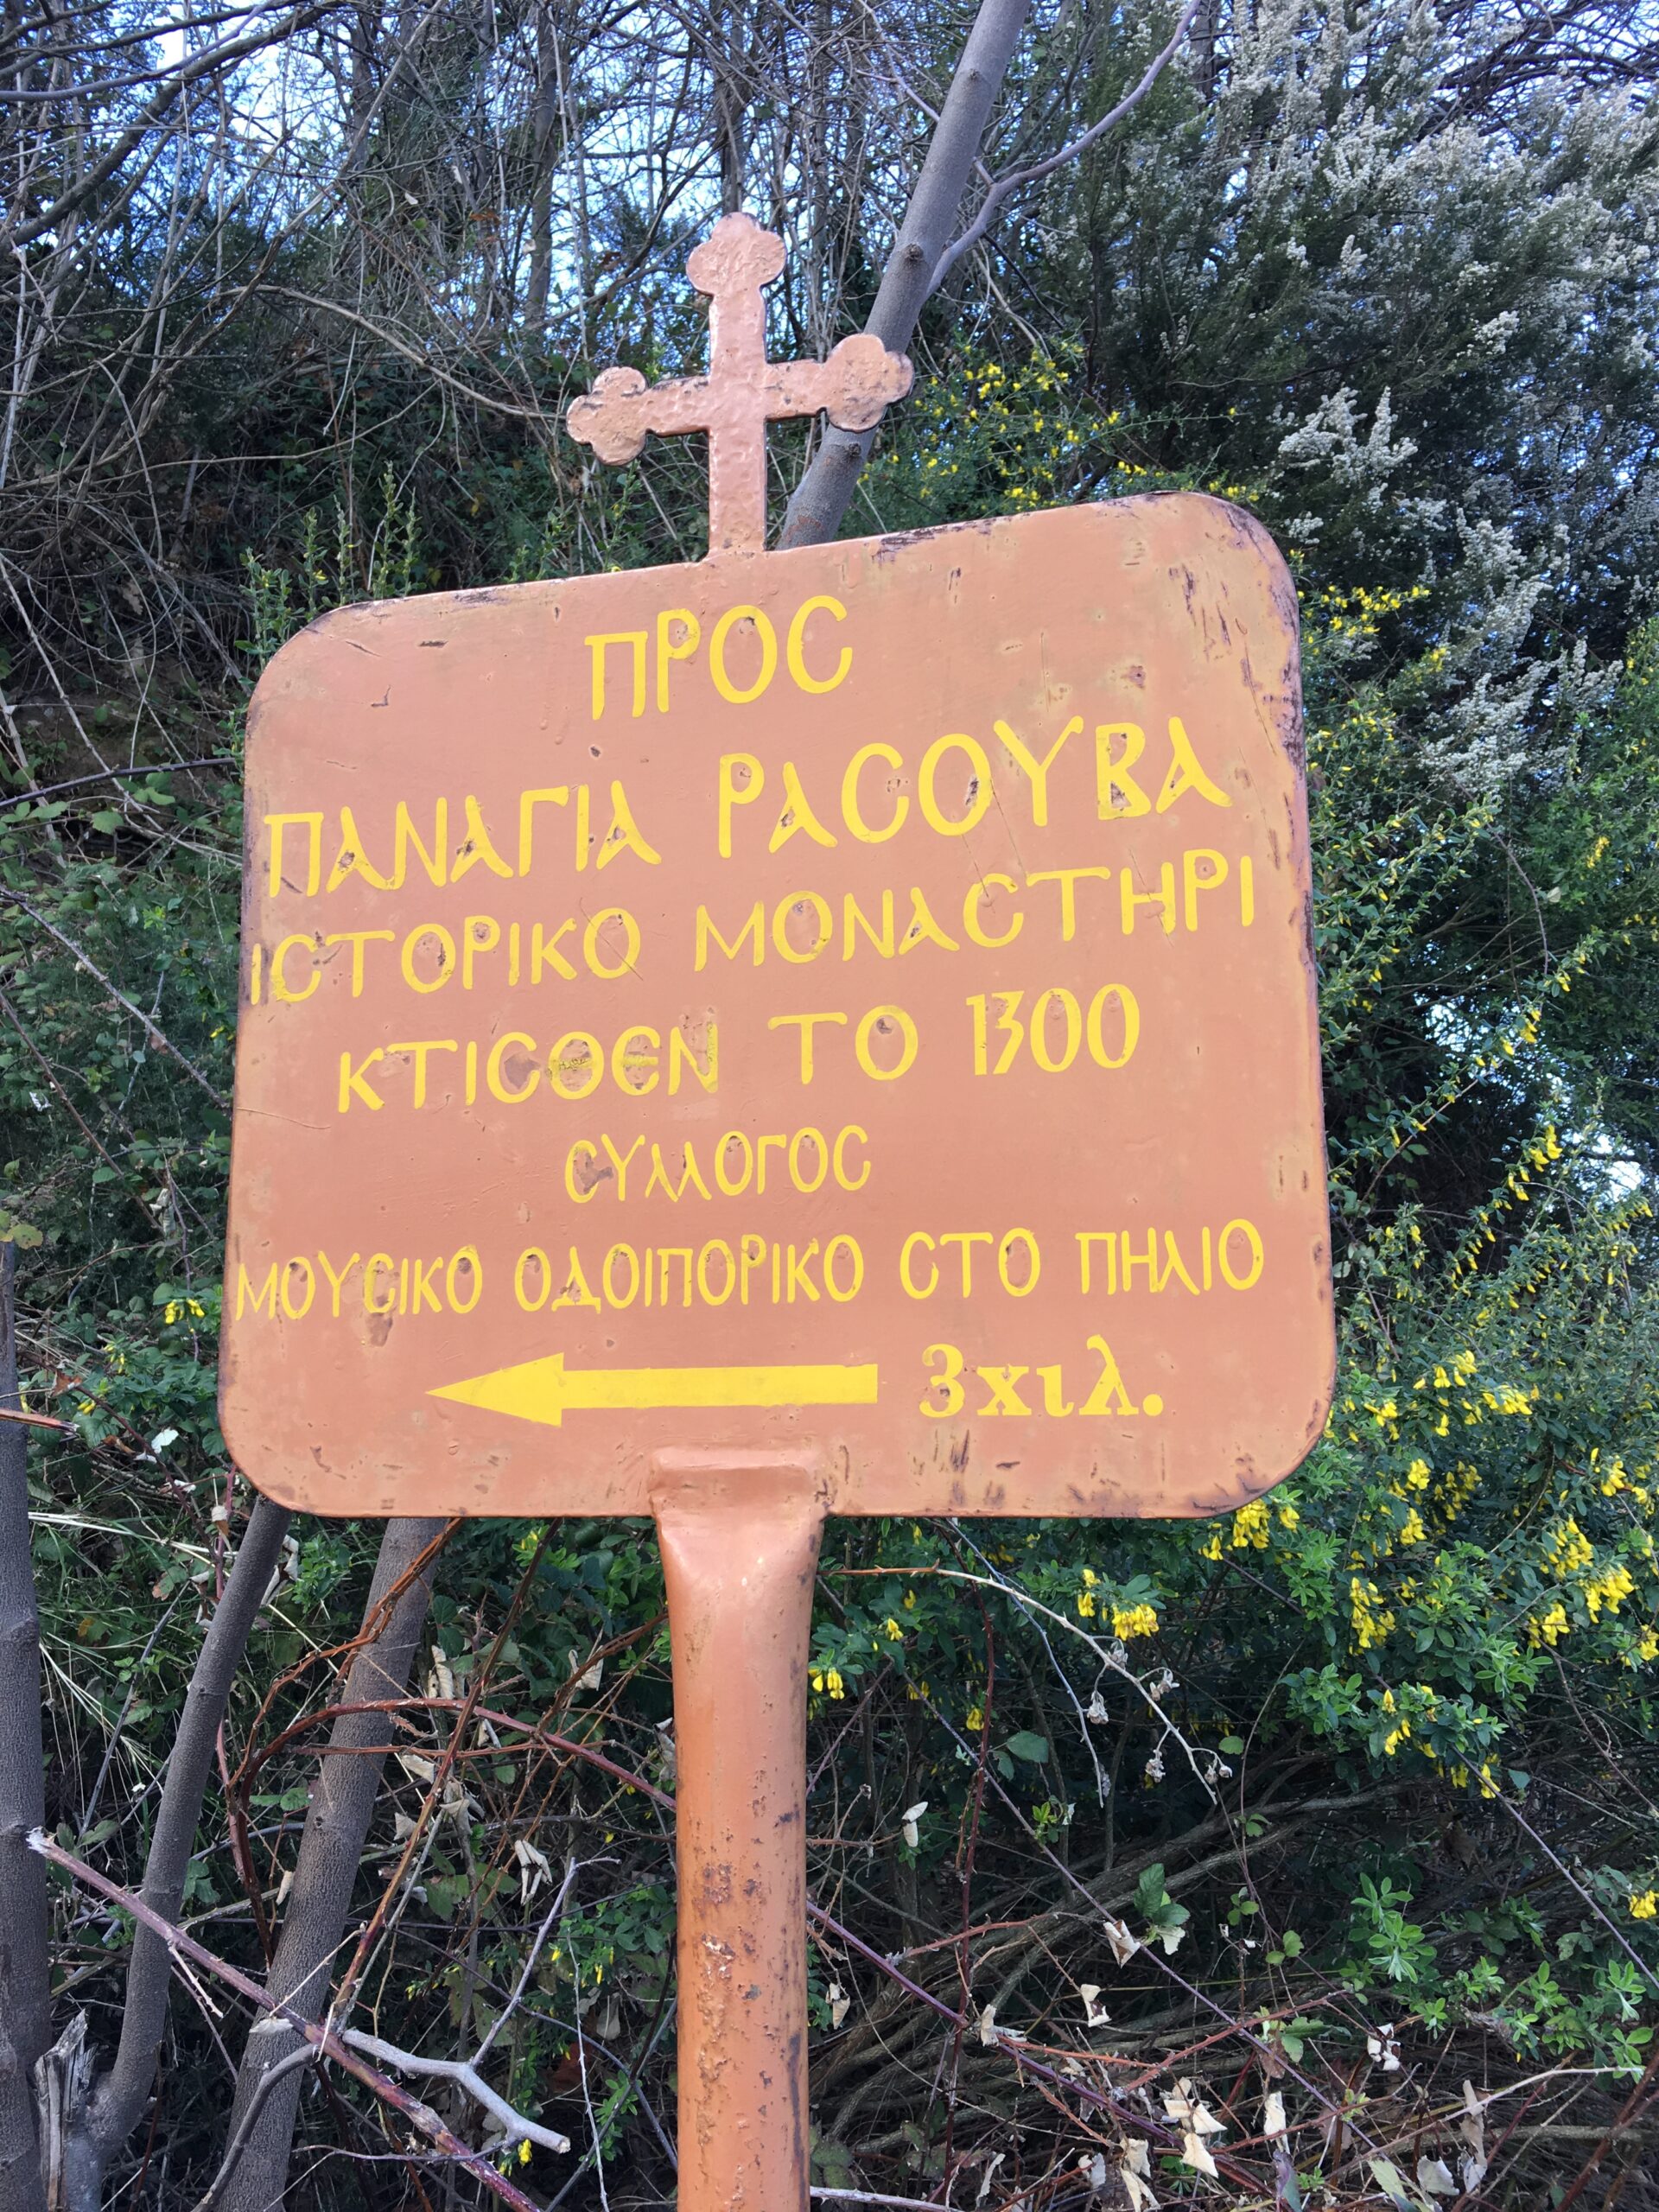 ΠΡΟC
ΠΑΝΑΓΙΑ ΡΑCΟΥΒΑ
ΙCΤΟΡΙΚΟ ΜΟΝΑCΤΗΡΙ
ΚΤΙCΘΕΝ ΤΟ 1300
CΥΛΛΟΓΟC
ΜΟΥCΙΚΟ ΟΔΟΙΠΟΡΙΚΟ CΤΟ ΠΗΛΙΟ
3χιλ.